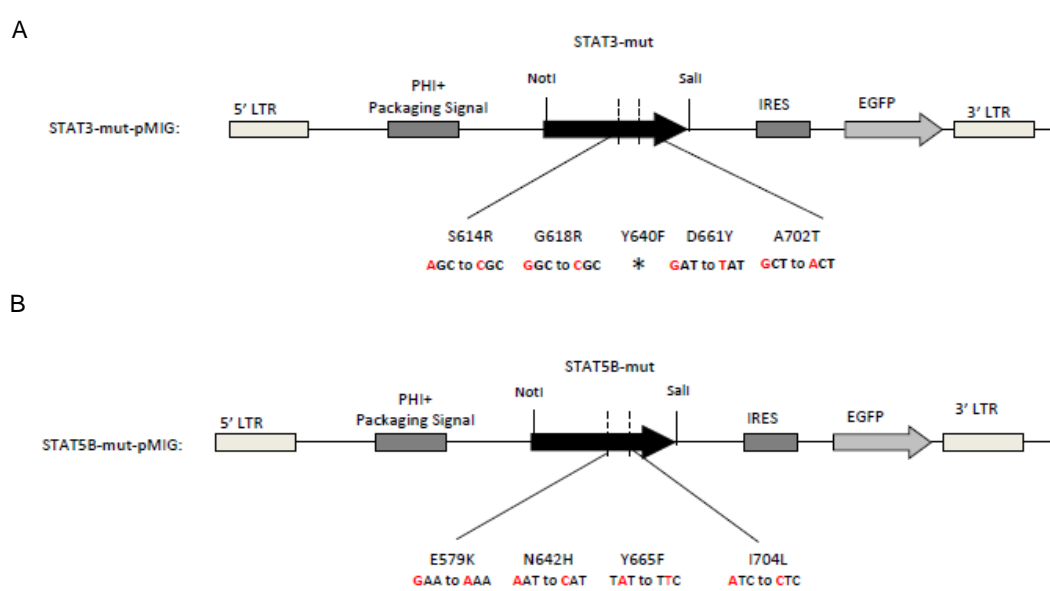 A
STAT3-mut
NotI
SalI
PHI+
Packaging Signal
5' LTR
IRES
EGFP
3' LTR
STAT3-mut-pMIG:
S614R G618R Y640F D661Y A702T
AGC to CGC GGC to CGC * GAT to TAT GCT to ACT
B
STAT5B-mut
NotI
SalI
PHI+
Packaging Signal
5' LTR
IRES
EGFP
3' LTR
STAT5B-mut-pMIG:
E579K N642H Y665F I704L
GAA to AAA AAT to CAT TAT to TTC ATC to CTC